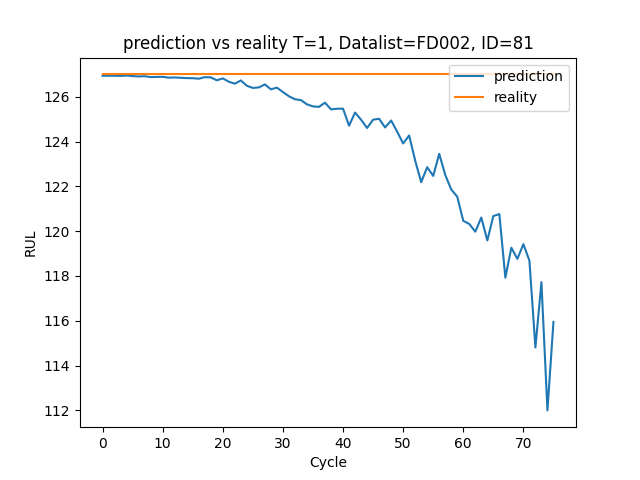 prediction vs reality T=1, Datalist=FD002, ID=81
prediction
reality
RUL
126
124
122
120
118
116
114
112
0 10 20 30 40 50 60 70
Cycle